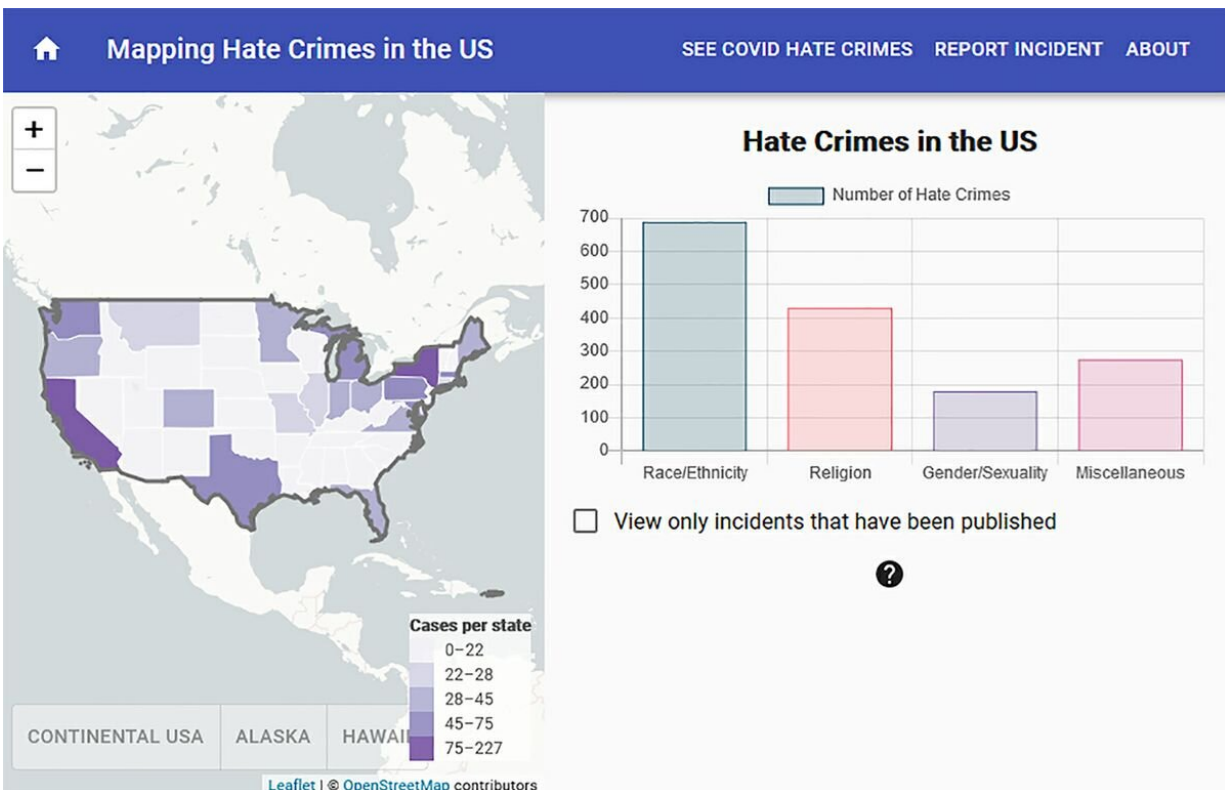 Mapping Hate Crimes in the US
SEE COVID HATE CRIMES REPORT INCIDENT ABOUT
+
−
Hate Crimes in the US
Number of Hate Crimes
700
600
500
400
300
200
100
0
Race/Ethnicity Religion Gender/Sexuality Miscellaneous
View only incidents that have been published
?
Cases per state
0–22
22–28
28–45
45–75
75–227
CONTINENTAL USA ALASKA HAWAII
Leaflet | © OpenStreetMap contributors